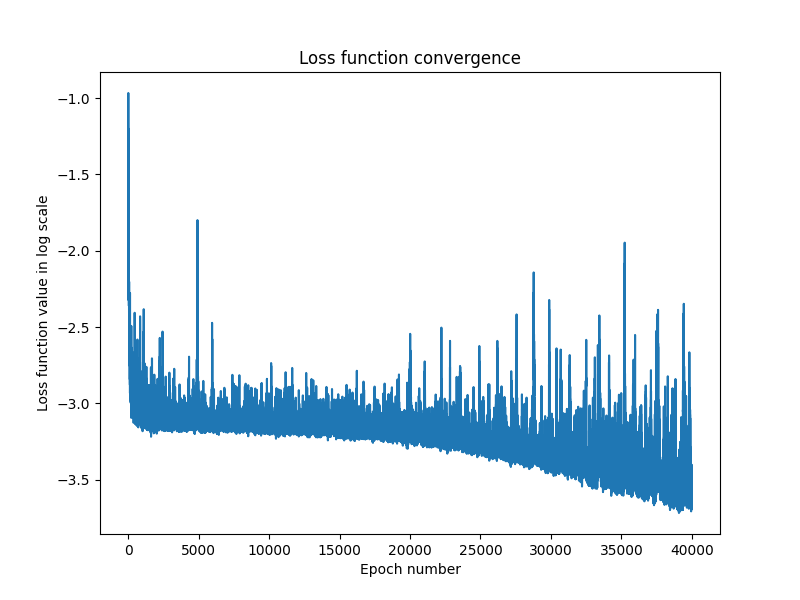 Loss function convergence
Loss function value in log scale
−1.0
−1.5
−2.0
−2.5
−3.0
−3.5
0 5000 10000 15000 20000 25000 30000 35000 40000
Epoch number